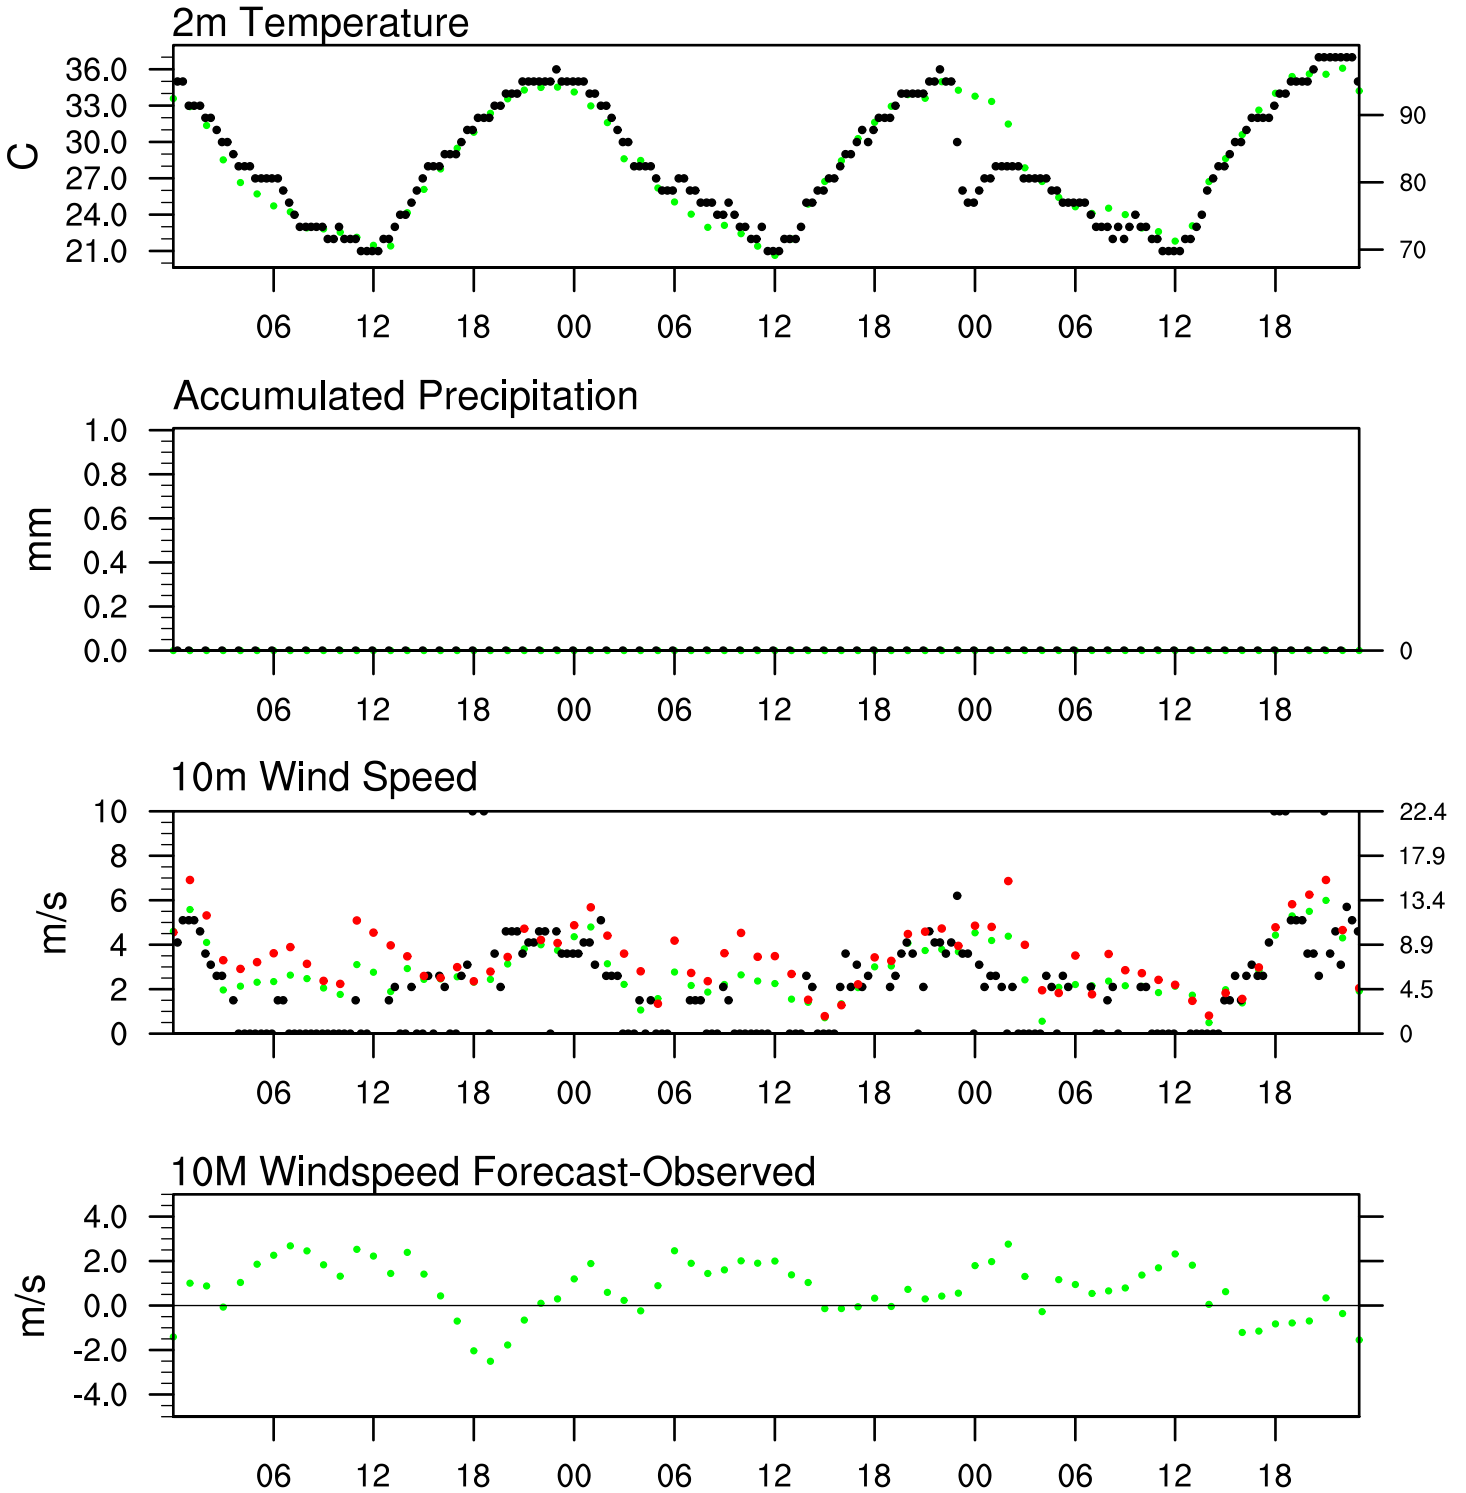 2m Temperature
36.0
33.0
30.0
27.0
24.0
21.0
C
90
80
70
06 12 18 00 06 12 18 00 06 12 18
Accumulated Precipitation
1.0
0.8
0.6
0.4
0.2
0.0
mm
0
06 12 18 00 06 12 18 00 06 12 18
10m Wind Speed
10
8
6
4
2
0
m/s
22.4
17.9
13.4
8.9
4.5
0
06 12 18 00 06 12 18 00 06 12 18
10M Windspeed Forecast-Observed
4.0
2.0
0.0
-2.0
-4.0
m/s
06 12 18 00 06 12 18 00 06 12 18